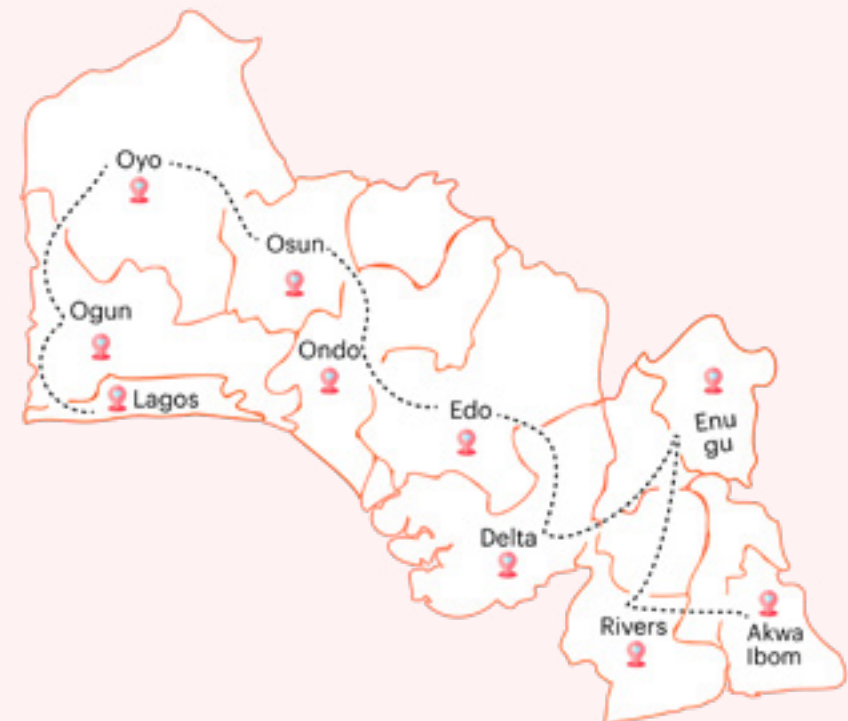 Oyo
Osun
Ogun
Ondo
Lagos
Edo
Enu
gu
Delta
Rivers
Akwa
Ibom